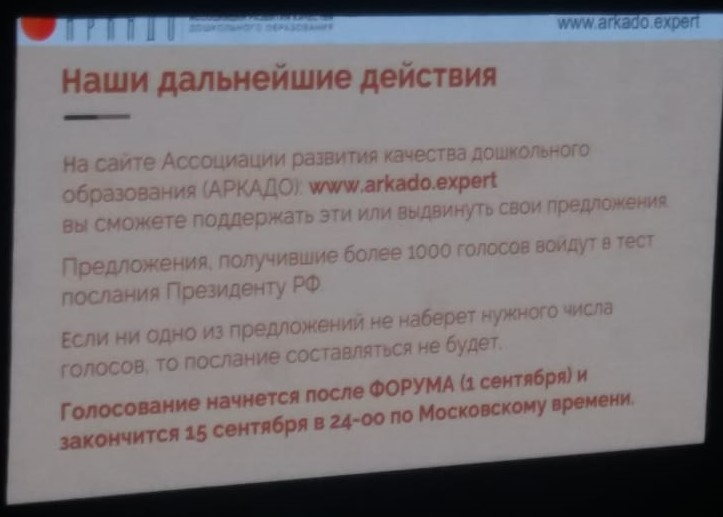 АРКАДО
АССОЦИАЦИЯ РАЗВИТИЯ КАЧЕСТВА
ДОШКОЛЬНОГО ОБРАЗОВАНИЯ
www.arkado.expert
Наши дальнейшие действия
На сайте Ассоциации развития качества дошкольного
образования (АРКАДО): www.arkado.expert
вы сможете поддержать эти или выдвинуть свои предложения.
Предложения, получившие более 1000 голосов войдут в тест
послания Президенту РФ.
Если ни одно из предложений не наберет нужного числа
голосов, то послание составляться не будет.
Голосование начнется после ФОРУМА (1 сентября) и
закончится 15 сентября в 24-00 по Московскому времени.